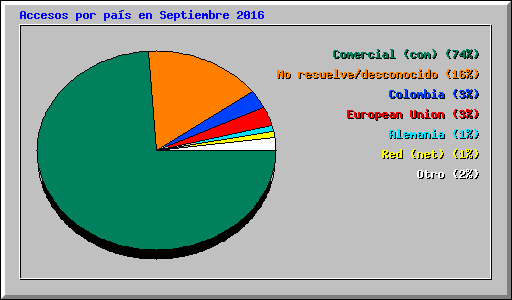 Accesos por país en Septiembre 2016
Comercial (com) (74%)
No resuelve/desconocido (16%)
Colombia (3%)
European Union (3%)
Alemania (1%)
Red (net) (1%)
Otro (2%)